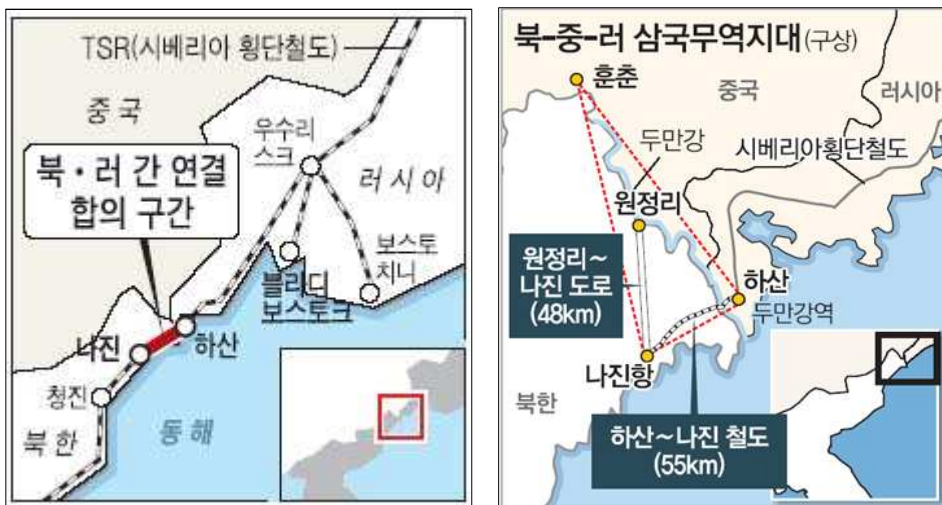 TSR(시베리아 횡단철도)
중국
우수리
스크
러시아
북·러 간 연결
합의 구간
보스토
치니
블라디
보스토크
나진
하산
청진
북한
동해
북-중-러 삼국무역지대(구상)
훈춘
중국
러시아
두만강
시베리아횡단철도
원정리
원정리~
나진 도로
(48km)
하산
두만강역
나진항
북한
하산~나진 철도
(55km)